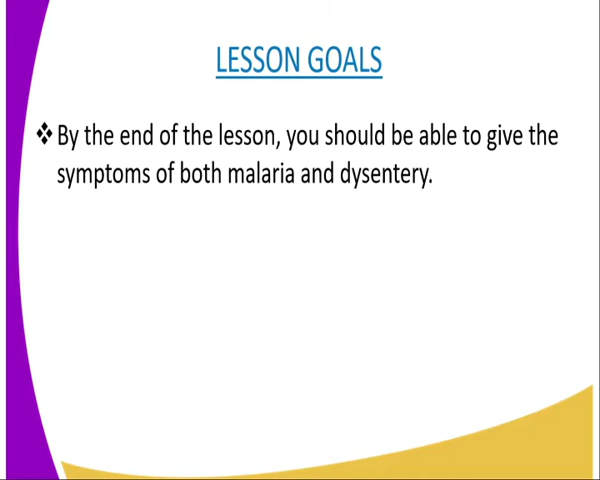 LESSON GOALS
❖By the end of the lesson, you should be able to give the
symptoms of both malaria and dysentery.